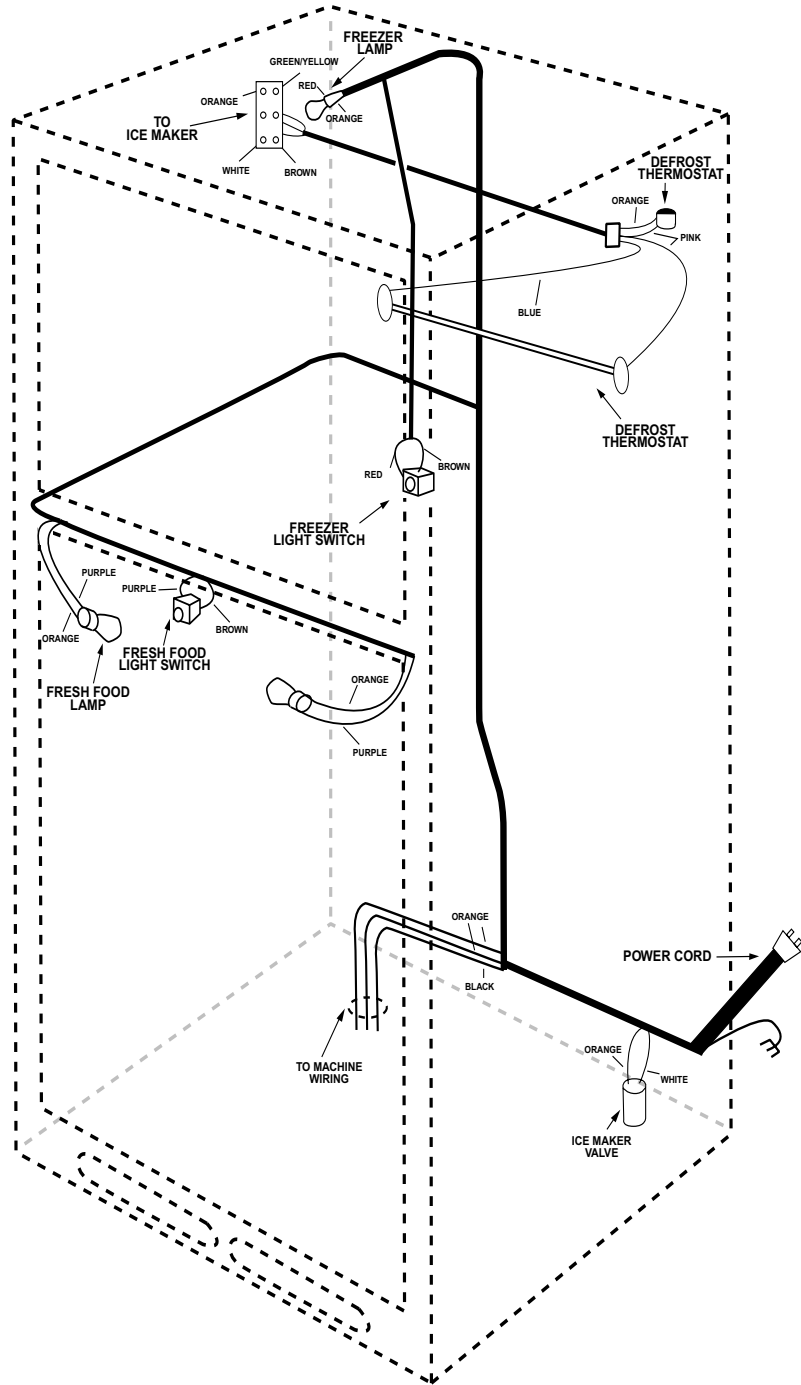 FREEZER
LAMP
GREEN/YELLOW
RED
ORANGE
ORANGE
TO
ICE MAKER
WHITE
BROWN
DEFROST
THERMOSTAT
ORANGE
PINK
BLUE
DEFROST
THERMOSTAT
RED
BROWN
FREEZER
LIGHT SWITCH
PURPLE
PURPLE
ORANGE
BROWN
FRESH FOOD
LIGHT SWITCH
FRESH FOOD
LAMP
ORANGE
PURPLE
ORANGE
BLACK
POWER CORD
TO MACHINE
WIRING
ORANGE
WHITE
ICE MAKER
VALVE